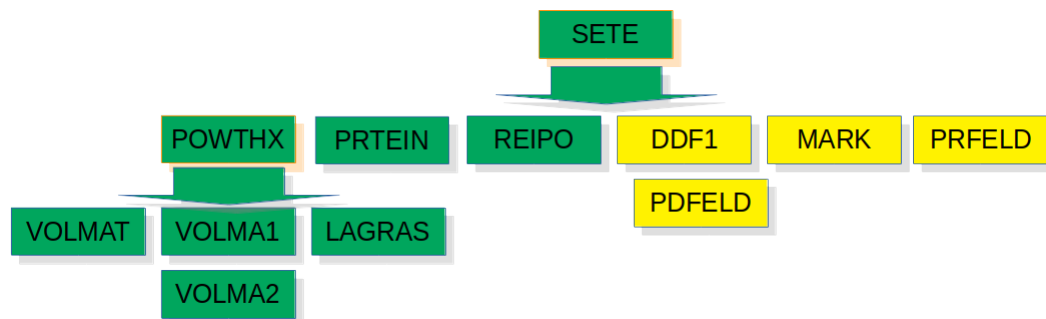 SETE
POWTHX PRTEIN REIPO DDF1 MARK PRFELD
PDFELD
VOLMAT VOLMA1 LAGRAS
VOLMA2